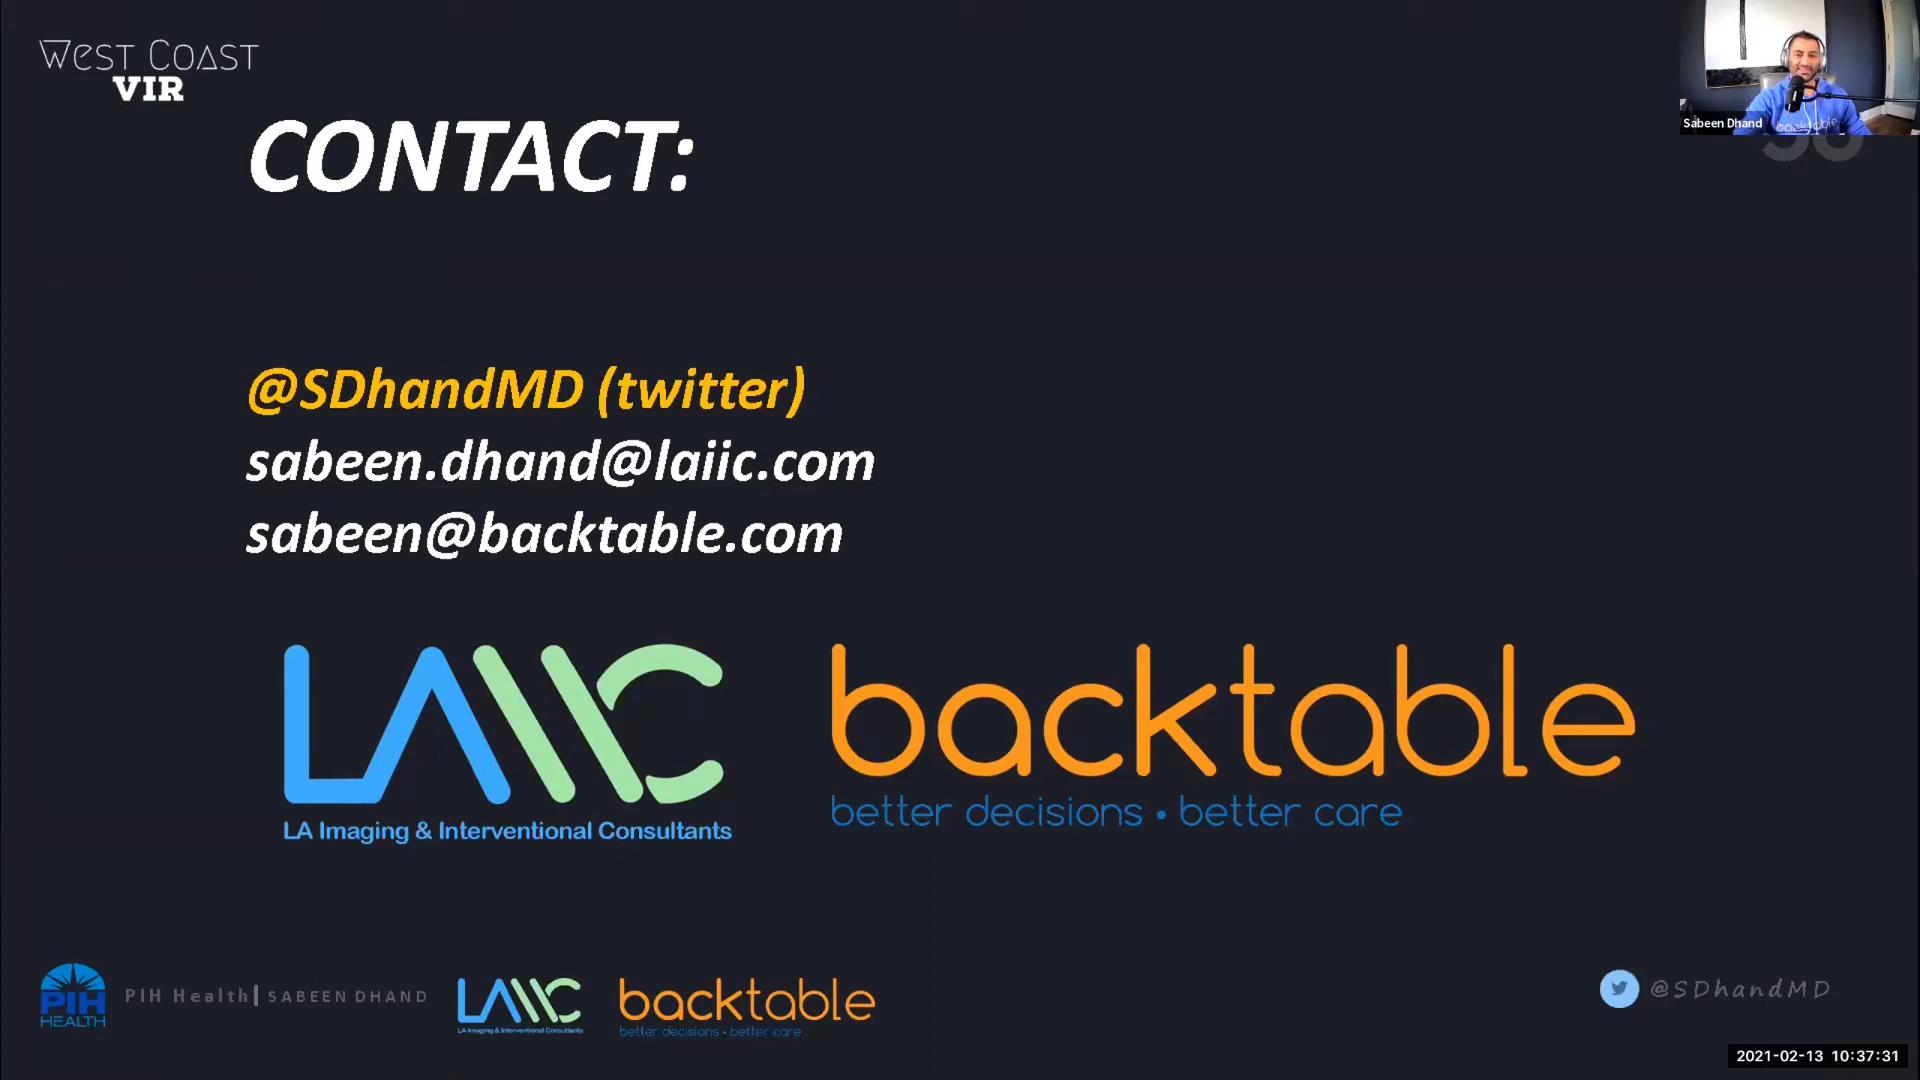 West Coast
VIR
Sabeen Dhand
backtable
CONTACT:
@SDhandMD (twitter)
sabeen.dhand@laiic.com
sabeen@backtable.com
LAIIC
LA Imaging & Interventional Consultants
backtable
better decisions • better care
PIH
HEALTH
PIH Health| SABEEN DHAND
LAIIC
LA Imaging & Interventional Consultants
backtable
better decisions • better care
@SDhandMD
2021-02-13 10:37:31